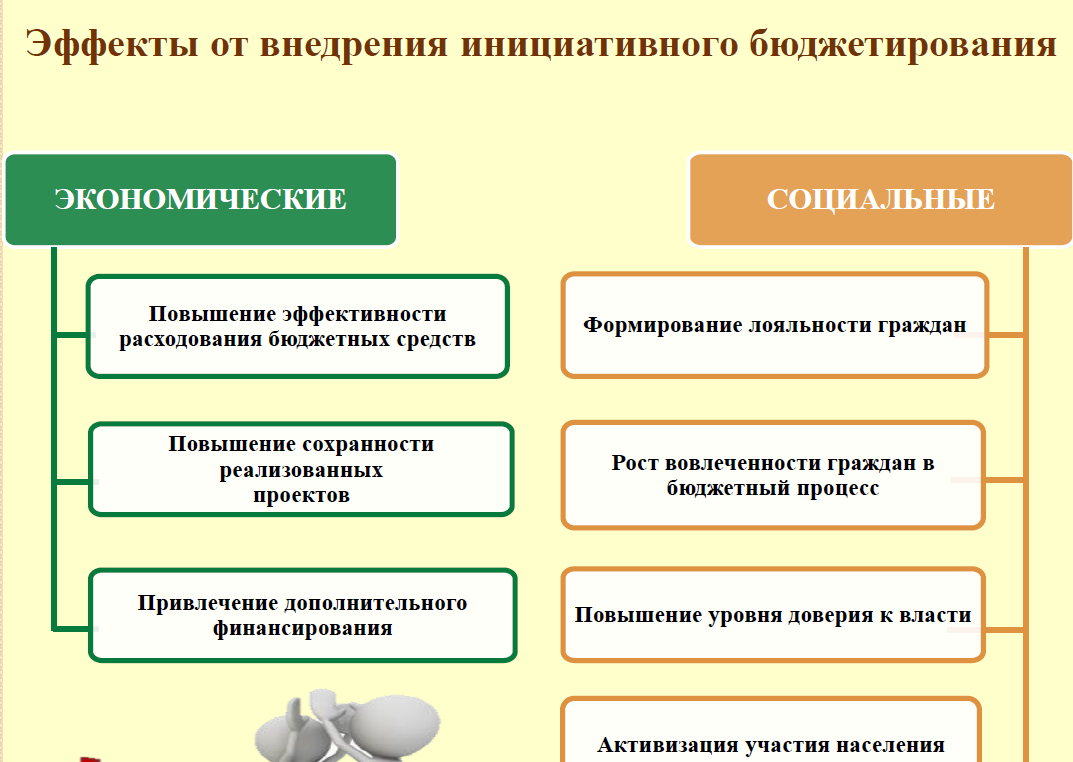 Эффекты от внедрения инициативного бюджетирования
ЭКОНОМИЧЕСКИЕ
Повышение эффективности
расходования бюджетных средств
Повышение сохранности
реализованных
проектов
Привлечение дополнительного
финансирования
СОЦИАЛЬНЫЕ
Формирование лояльности граждан
Рост вовлеченности граждан в
бюджетный процесс
Повышение уровня доверия к власти
Активизация участия населения